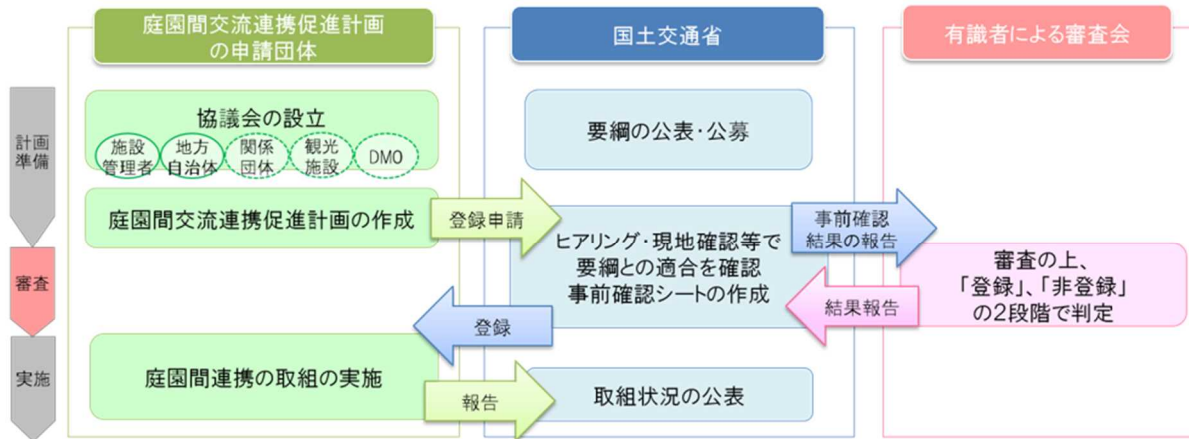 庭園間交流連携促進計画
の申請団体
国土交通省
有識者による審査会
計画
準備
審査
実施
協議会の設立
施設
管理者
地方
自治体
関係
団体
観光
施設
DMO
庭園間交流連携促進計画の作成
登録申請
要綱の公表・公募
ヒアリング・現地確認等で
要綱との適合を確認
事前確認シートの作成
事前確認
結果の報告
審査の上、
「登録」、「非登録」
の2段階で判定
結果報告
登録
庭園間連携の取組の実施
報告
取組状況の公表